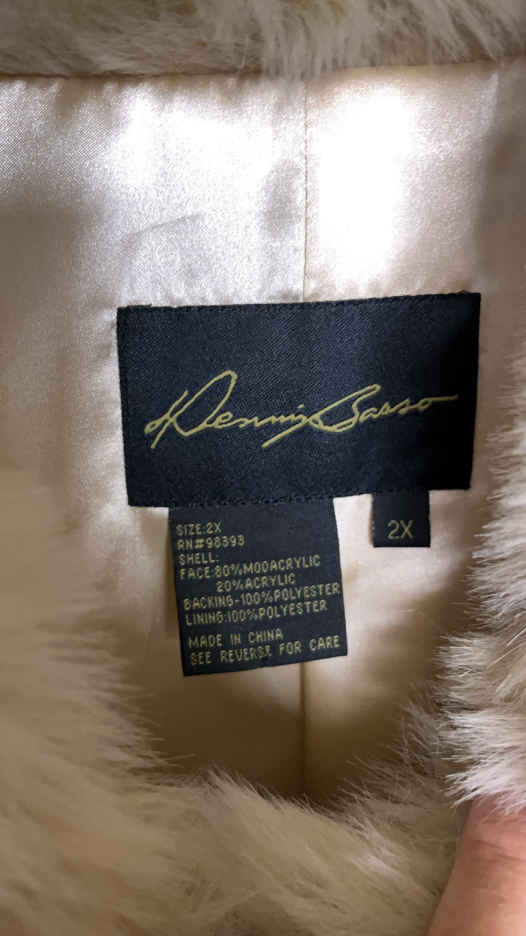 Dennis Basso
SIZE:2X
RN#98393
SHELL:
FACE:80%MODACRYLIC
20%ACRYLIC
BACKING-100%POLYESTER
LINING:100%POLYESTER
MADE IN CHINA
SEE REVERSE FOR CARE
2X